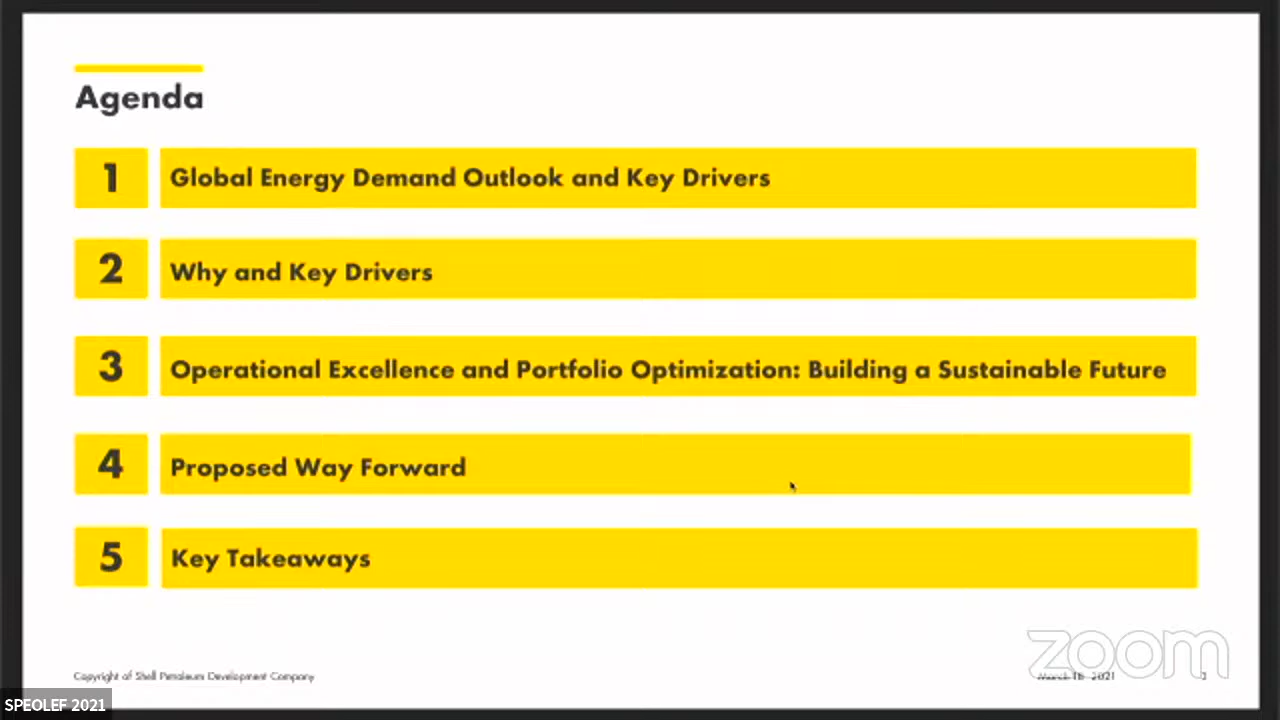 Agenda
1 Global Energy Demand Outlook and Key Drivers
2 Why and Key Drivers
3 Operational Excellence and Portfolio Optimization: Building a Sustainable Future
4 Proposed Way Forward
5 Key Takeaways
zoom
Copyright of Shell Petroleum Development Company
March 2021
SPEOLEF 2021